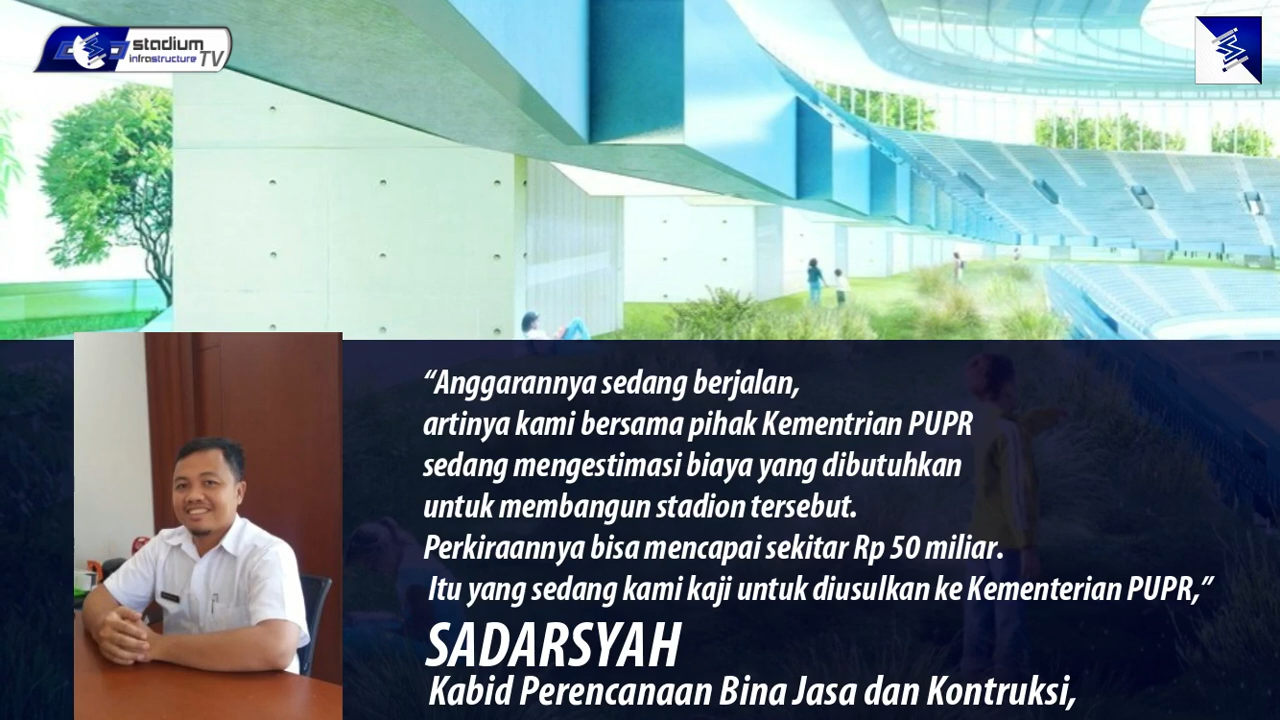 stadium
infrastructure TV
“Anggarannya sedang berjalan,
artinya kami bersama pihak Kementrian PUPR
sedang mengestimasi biaya yang dibutuhkan
untuk membangun stadion tersebut.
Perkiraannya bisa mencapai sekitar Rp 50 miliar.
Itu yang sedang kami kaji untuk diusulkan ke Kementerian PUPR,”
SADARSYAH
Kabid Perencanaan Bina Jasa dan Kontruksi,